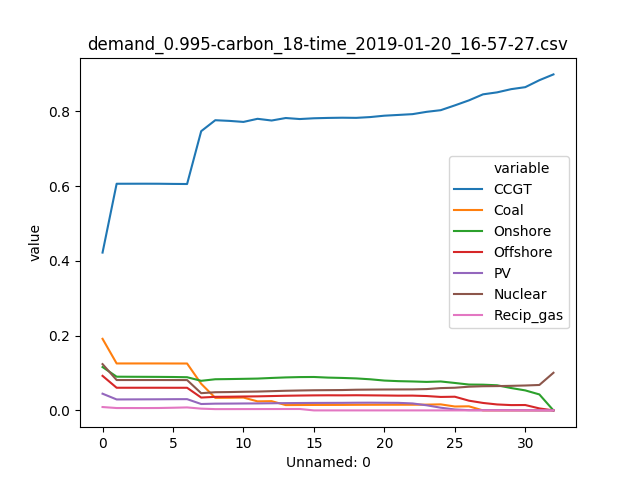 demand_0.995-carbon_18-time_2019-01-20_16-57-27.csv
value
0.8
0.6
0.4
0.2
0.0
variable
CCGT
Coal
Onshore
Offshore
PV
Nuclear
Recip_gas
0 5 10 15 20 25 30
Unnamed: 0